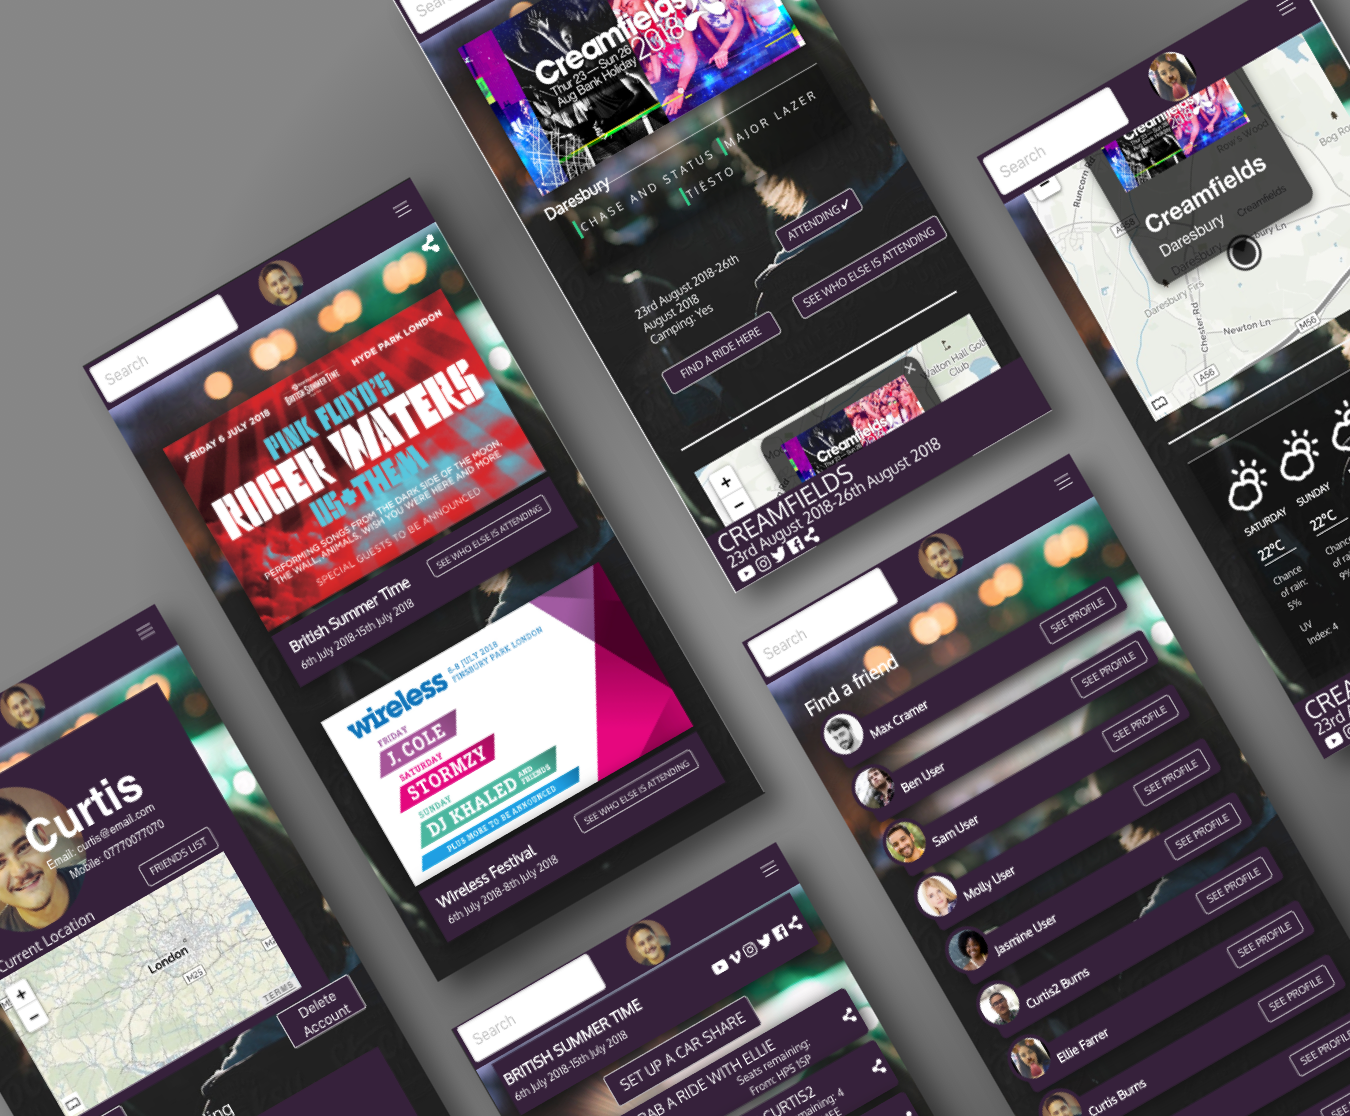 Search
Creamfields
2018
Thur 23 — Sun 26
Aug Bank Holiday
Daresbury
CHASE AND STATUS
MAJOR LAZER
TIËSTO
ATTENDING ✔
23rd August 2018-26th
August 2018
Camping: Yes
SEE WHO ELSE IS ATTENDING
FIND A RIDE HERE
Walton Hall Golf
Club
Creamfields
+
−
CREAMFIELDS
23rd August 2018-26th August 2018
Search
Creamfields
Creamfields
Daresbury
Row's Wood
Runcorn
Creamfields
Daresbury
Daresbury Firs
Chester Rd
Newton Ln
M56
A56
SATURDAY
22°C
Chance
of rain:
5%
UV
Index: 4
SUNDAY
22°C
23rd A
Search
FRIDAY 6 JULY 2018
BRITISH SUMMER TIME
HYDE PARK LONDON
PINK FLOYD'S
ROGER WATERS
US+THEM
PERFORMING SONGS FROM THE DARK SIDE OF THE MOON,
THE WALL, ANIMALS, WISH YOU WERE HERE AND MORE
SPECIAL GUESTS TO BE ANNOUNCED
British Summer Time
6th July 2018-15th July 2018
SEE WHO ELSE IS ATTENDING
wireless
6-8 JULY 2018
FINSBURY PARK LONDON
FRIDAY
J. COLE
SATURDAY
STORMZY
SUNDAY
DJ KHALED AND FRIENDS
PLUS MORE TO BE ANNOUNCED
Wireless Festival
6th July 2018-8th July 2018
SEE WHO ELSE IS ATTENDING
Curtis
Email: curtis@email.com
Mobile: 07770077070
FRIENDS LIST
Current Location
London
M25
TERMS
+
−
Delete
Account
Search
BRITISH SUMMER TIME
6th July 2018-15th July 2018
SET UP A CAR SHARE
GRAB A RIDE WITH ELLIE
Seats remaining:
From: HP5 1SP
CURTIS2
Search
Find a friend
Max Cramer
SEE PROFILE
Ben User
SEE PROFILE
Sam User
SEE PROFILE
Molly User
SEE PROFILE
Jasmine User
SEE PROFILE
Curtis2 Burns
SEE PROFILE
Ellie Farrer
SEE PROFILE
Curtis Burns
SEE PROFILE
SEE PROFILE